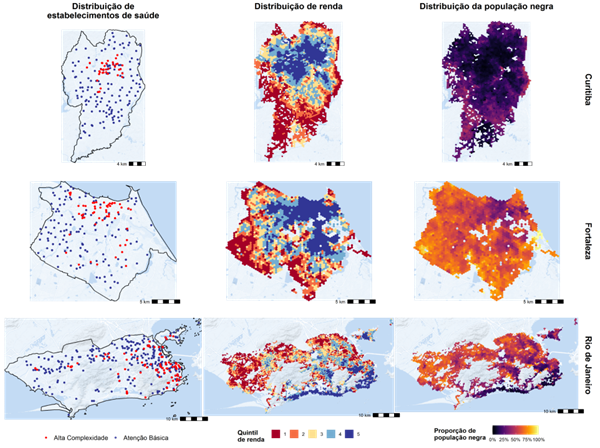 Distribuição de
estabelecimentos de saúde
Distribuição de renda
Distribuição da população negra
Curitiba
4 km
4 km
4 km
Fortaleza
5 km
5 km
5 km
Rio de Janeiro
10 km
10 km
10 km
Alta Complexidade
Atenção Básica
Quintil
de renda
1 2 3 4 5
Proporção de
população negra
0% 25% 50% 75% 100%